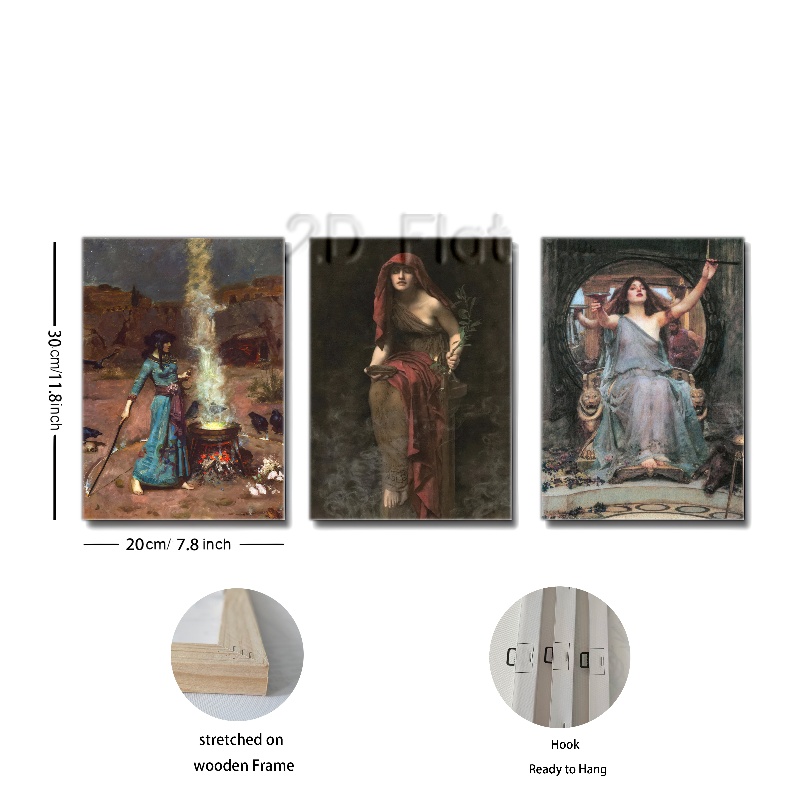 2D Flat
30cm/11.8inch
20cm/ 7.8 inch
stretched on
wooden Frame
Hook
Ready to Hang